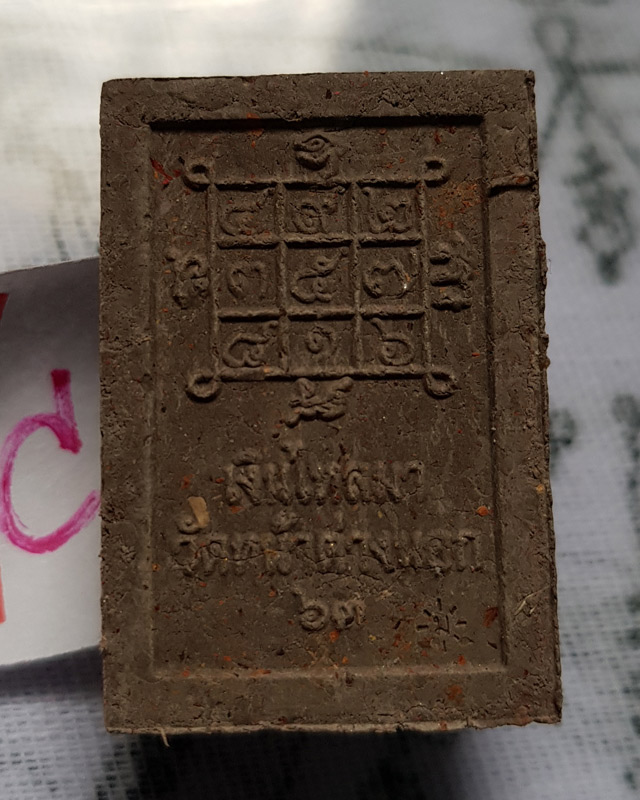 ๔ ๙ ๒
๓ ๕ ๗
๘ ๑ ๖
เงินไหลมา
วัดหน้าต่างนอก
๖๓
C